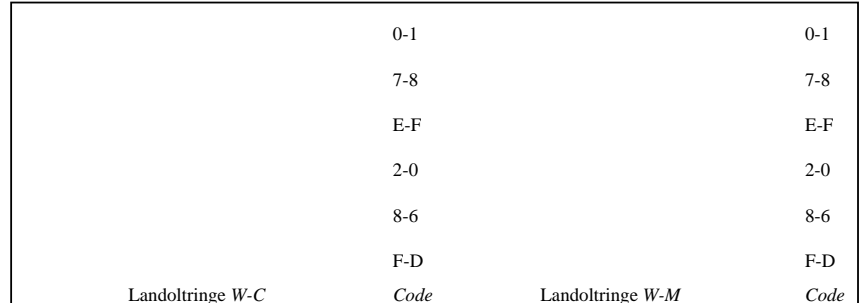 0-1 0-1
7-8 7-8
E-F E-F
2-0 2-0
8-6 8-6
F-D F-D
Landoltringe W-C Code Landoltringe W-M Code